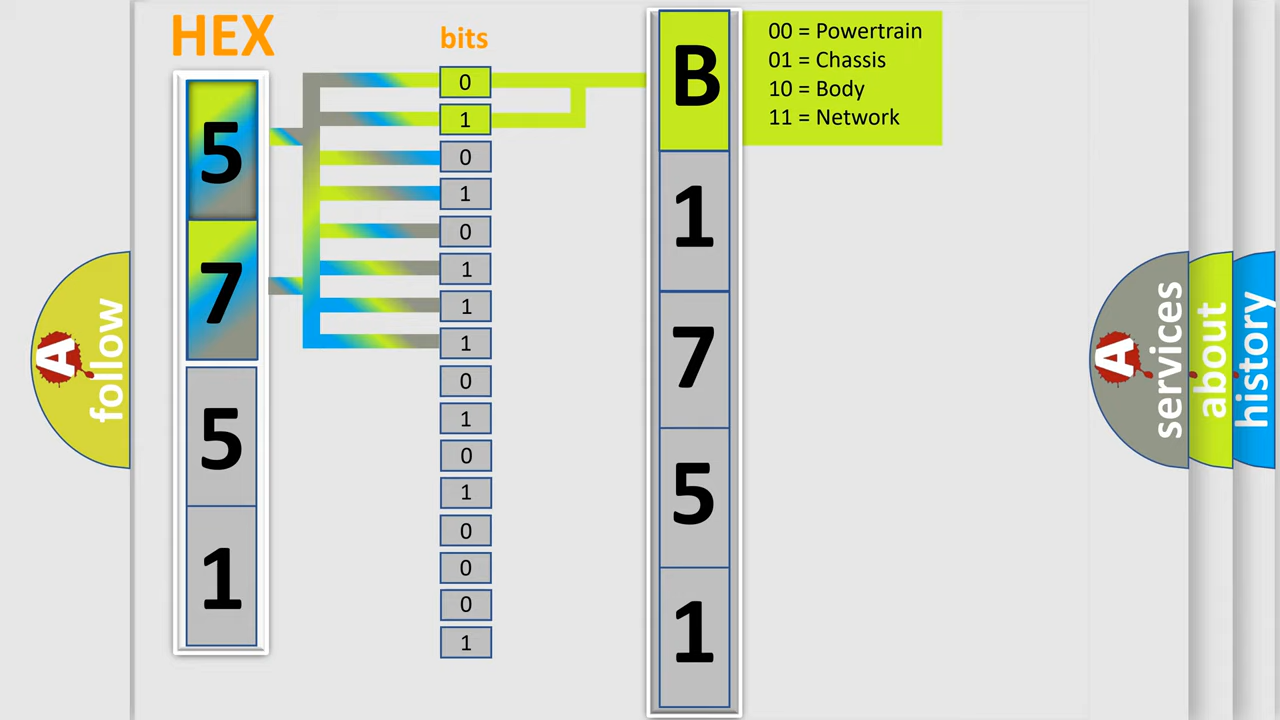 HEX
bits
5
7
5
1
0
1
0
1
0
1
1
1
0
1
0
1
0
0
0
1
B
1
7
5
1
00 = Powertrain
01 = Chassis
10 = Body
11 = Network
A follow
A services
about
history